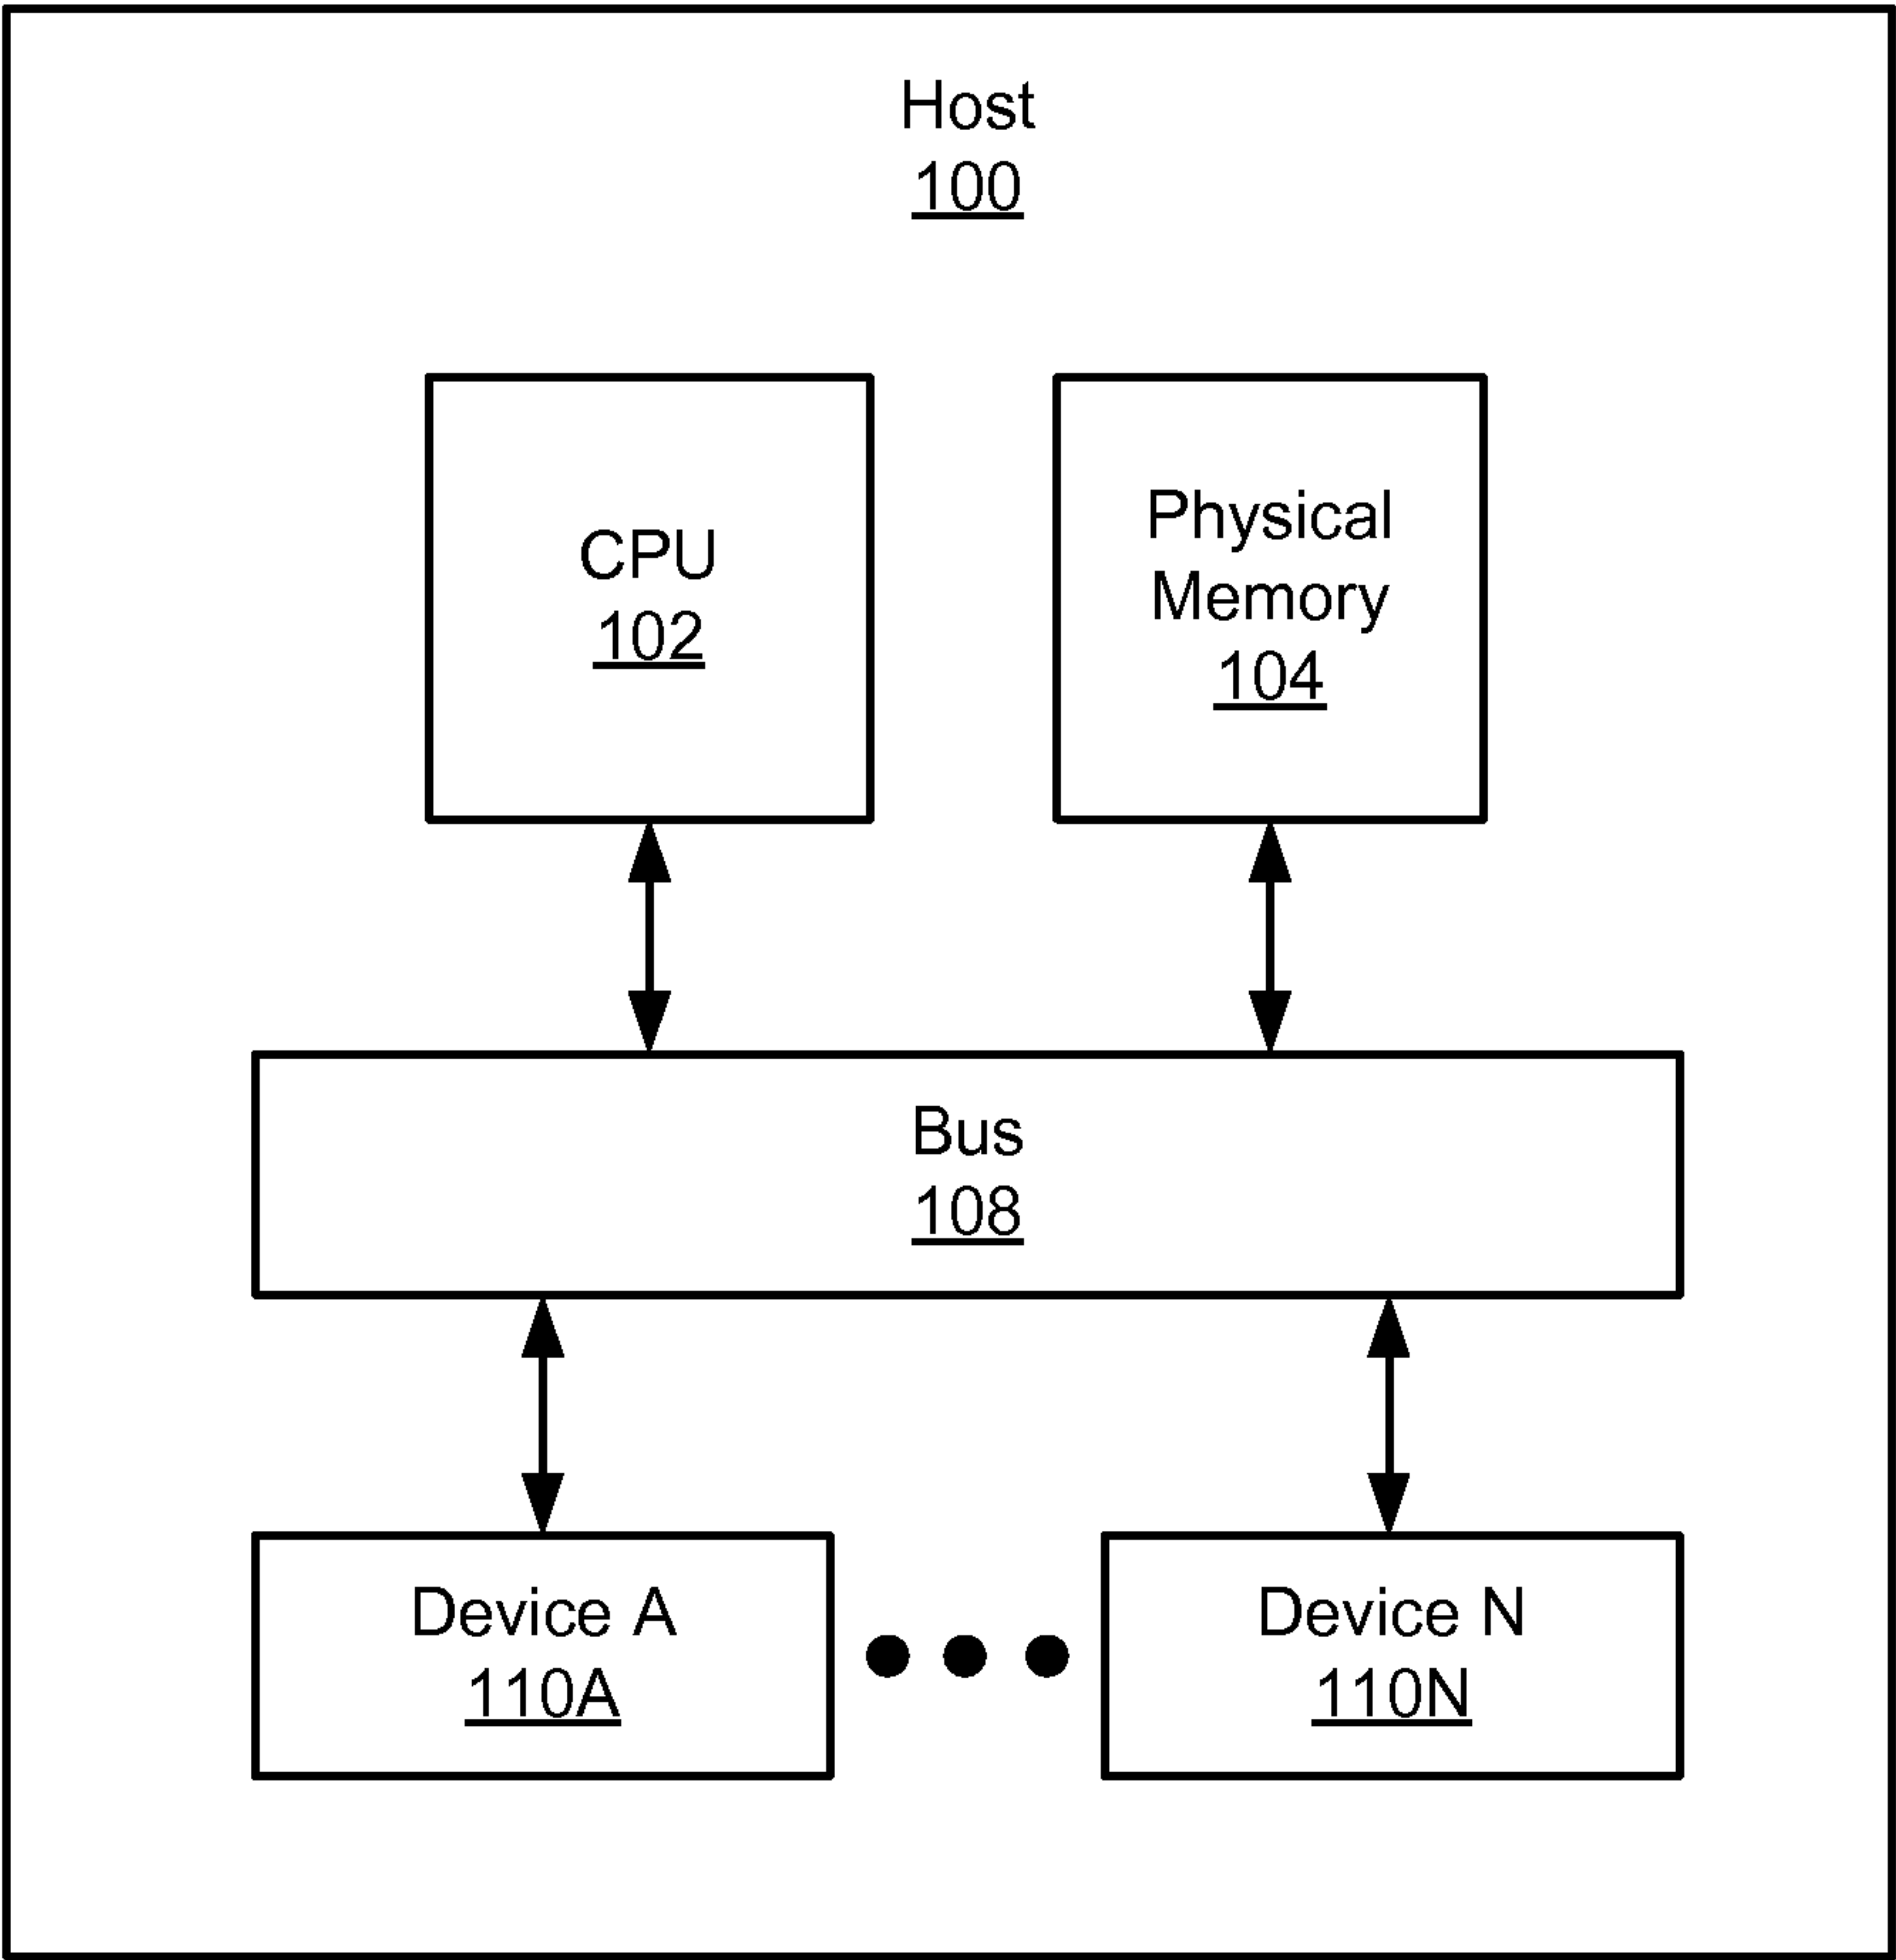 Host
100
CPU
102
Physical
Memory
104
Bus
108
Device A
110A
Device N
110N